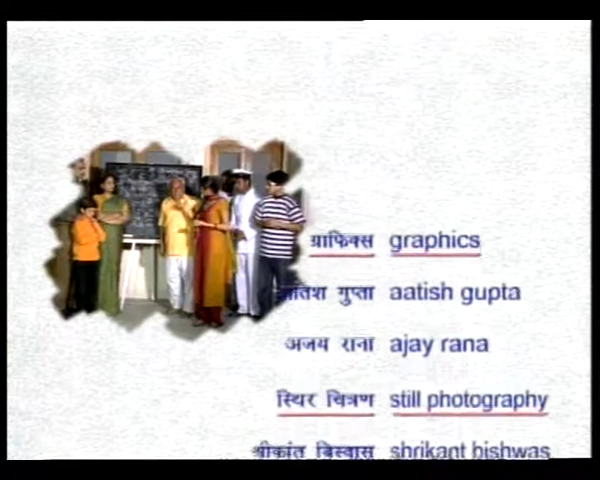 ग्राफिक्स graphics
आतिश गुप्ता aatish gupta
अजय राना ajay rana
स्थिर चित्रण still photography
श्रीकांत बिस्वास shrikant bishwas